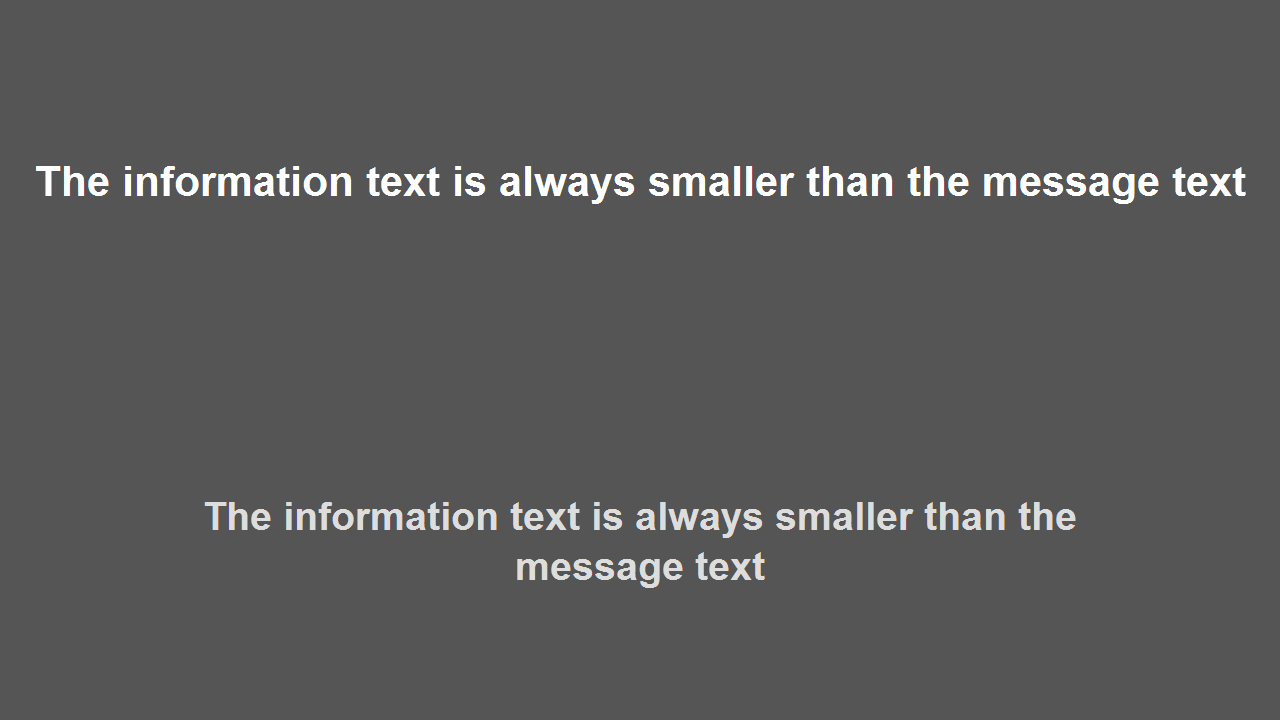 The information text is always smaller than the message text
The information text is always smaller than the
message text